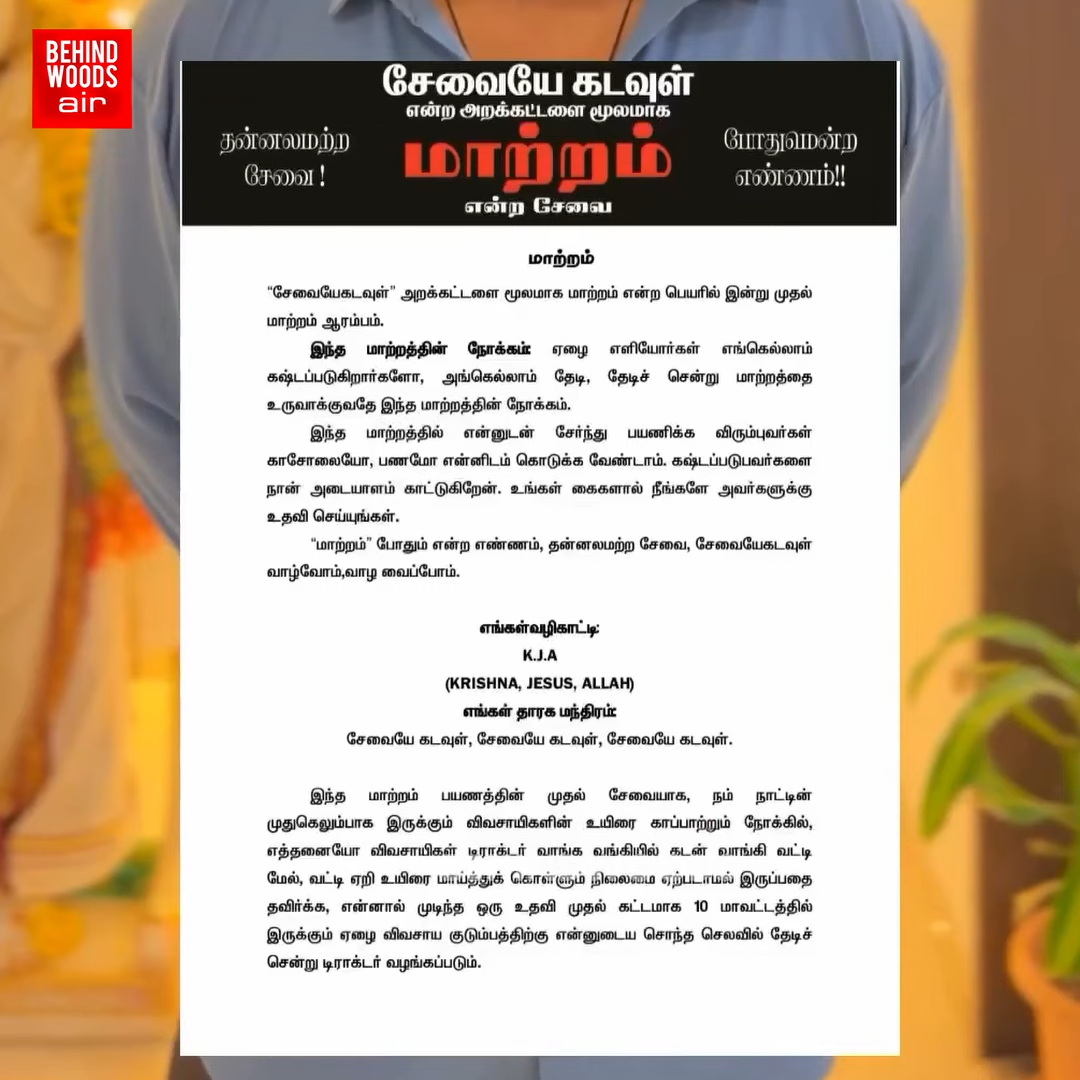 BEHIND
WOODS
air
சேவையே கடவுள்
என்ற அறக்கட்டளை மூலமாக
தன்னலமற்ற
சேவை !
மாற்றம்
போதுமென்ற
எண்ணம்!!
என்ற சேவை
மாற்றம்
“சேவையேகடவுள்” அறக்கட்டளை மூலமாக மாற்றம் என்ற பெயரில் இன்று முதல்
மாற்றம் ஆரம்பம்.
இந்த மாற்றத்தின் நோக்கம்: ஏழை எளியோர்கள் எங்கெல்லாம்
கஷ்டப்படுகிறார்களோ, அங்கெல்லாம் தேடி, தேடிச் சென்று மாற்றத்தை
உருவாக்குவதே இந்த மாற்றத்தின் நோக்கம்.
இந்த மாற்றத்தில் என்னுடன் சேர்ந்து பயணிக்க விரும்புவர்கள்
காசோலையோ, பணமோ என்னிடம் கொடுக்க வேண்டாம். கஷ்டப்படுபவர்களை
நான் அடையாளம் காட்டுகிறேன். உங்கள் கைகளால் நீங்களே அவர்களுக்கு
உதவி செய்யுங்கள்.
“மாற்றம்” போதும் என்ற எண்ணம், தன்னலமற்ற சேவை, சேவையேகடவுள்
வாழ்வோம்,வாழ வைப்போம்.
எங்கள்வழிகாட்டி:
K.J.A
(KRISHNA, JESUS, ALLAH)
எங்கள் தாரக மந்திரம்:
சேவையே கடவுள், சேவையே கடவுள், சேவையே கடவுள்.
இந்த மாற்றம் பயணத்தின் முதல் சேவையாக, நம் நாட்டின்
முதுகெலும்பாக இருக்கும் விவசாயிகளின் உயிரை காப்பாற்றும் நோக்கில்,
எத்தனையோ விவசாயிகள் டிராக்டர் வாங்க வங்கியில் கடன் வாங்கி வட்டி
மேல், வட்டி ஏறி உயிரை மாய்த்துக் கொள்ளும் நிலைமை ஏற்படாமல் இருப்பதை
தவிர்க்க, என்னால் முடிந்த ஒரு உதவி முதல் கட்டமாக 10 மாவட்டத்தில்
இருக்கும் ஏழை விவசாய குடும்பத்திற்கு என்னுடைய சொந்த செலவில் தேடிச்
சென்று டிராக்டர் வழங்கப்படும்.